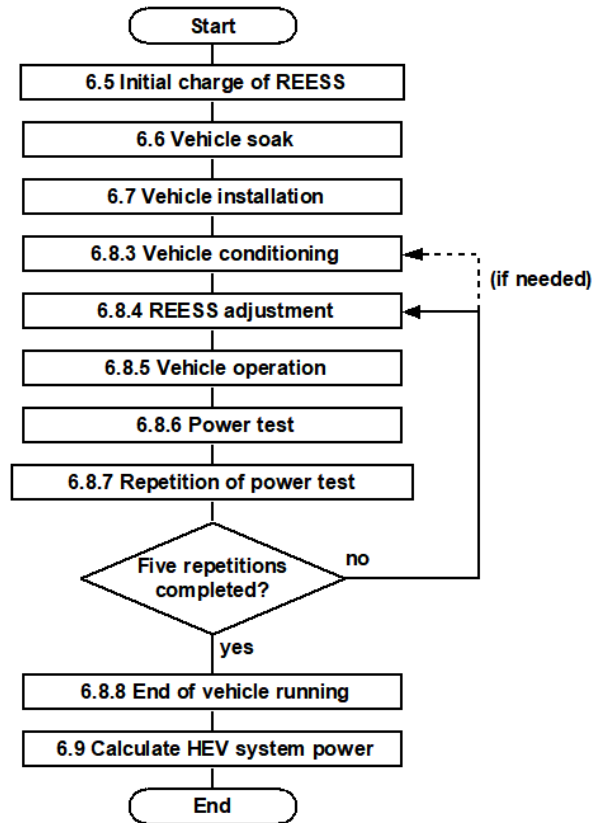 Start
6.5 Initial charge of REESS
6.6 Vehicle soak
6.7 Vehicle installation
6.8.3 Vehicle conditioning
(if needed)
6.8.4 REESS adjustment
6.8.5 Vehicle operation
6.8.6 Power test
6.8.7 Repetition of power test
Five repetitions
completed?
no
yes
6.8.8 End of vehicle running
6.9 Calculate HEV system power
End